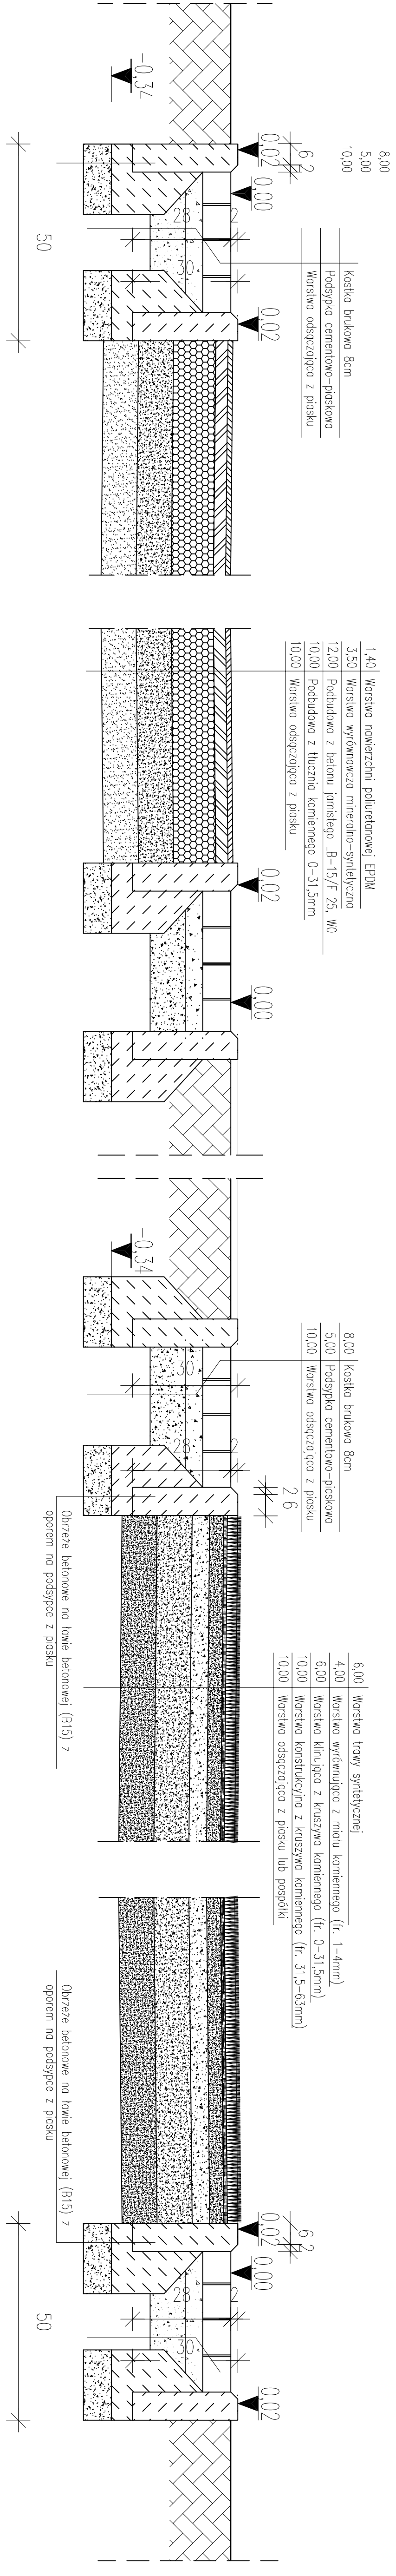 8,00
5,00
10,00
Kostka brukowa 8cm
Podsypka cementowo-piaskowa
Warstwa odsączająca z piasku
6 2
0,02
0,00
0,02
-0,34
28
2
30
50
1,40 Warstwa nawierzchni poliuretanowej EPDM
3,50 Warstwa wyrównawcza mineralno-syntetyczna
12,00 Podbudowa z betonu jamistego LB-15/F 25, W0
10,00 Podbudowa z tłucznia kamiennego 0-31,5mm
10,00 Warstwa odsączająca z piasku
0,02
0,00
8,00 Kostka brukowa 8cm
5,00 Podsypka cementowo-piaskowa
10,00 Warstwa odsączająca z piasku
-0,34
30
28
2
2 6
Obrzeże betonowe na ławie betonowej (B15) z
oporem na podsypce z piasku
6,00 Warstwa trawy syntetycznej
4,00 Warstwa wyrównująca z miału kamiennego (fr. 1-4mm)
6,00 Warstwa klinująca z kruszywa kamiennego (fr. 0-31,5mm)
10,00 Warstwa konstrukcyjna z kruszywa kamiennego (fr. 31,5-63mm)
10,00 Warstwa odsączająca z piasku lub pospółki
Obrzeże betonowe na ławie betonowej (B15) z
oporem na podsypce z piasku
6 2
0,02
0,00
0,02
28
2
30
50